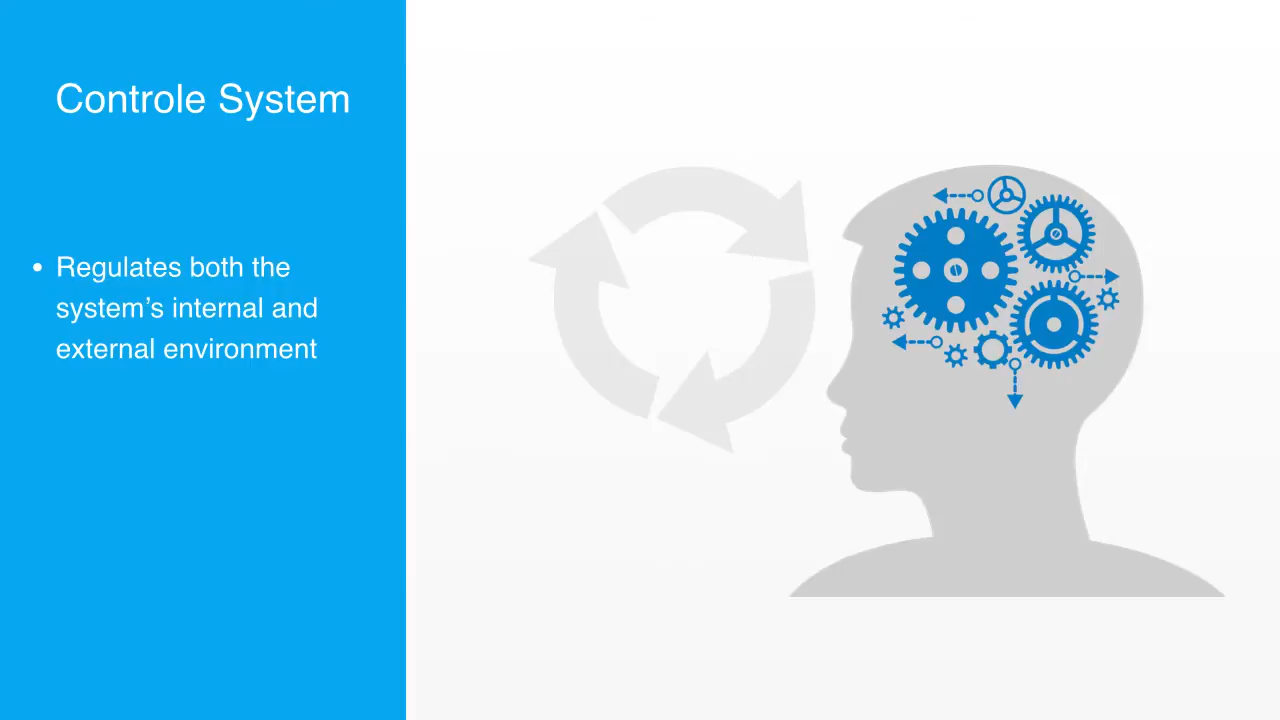 Controle System
• Regulates both the
system’s internal and
external environment